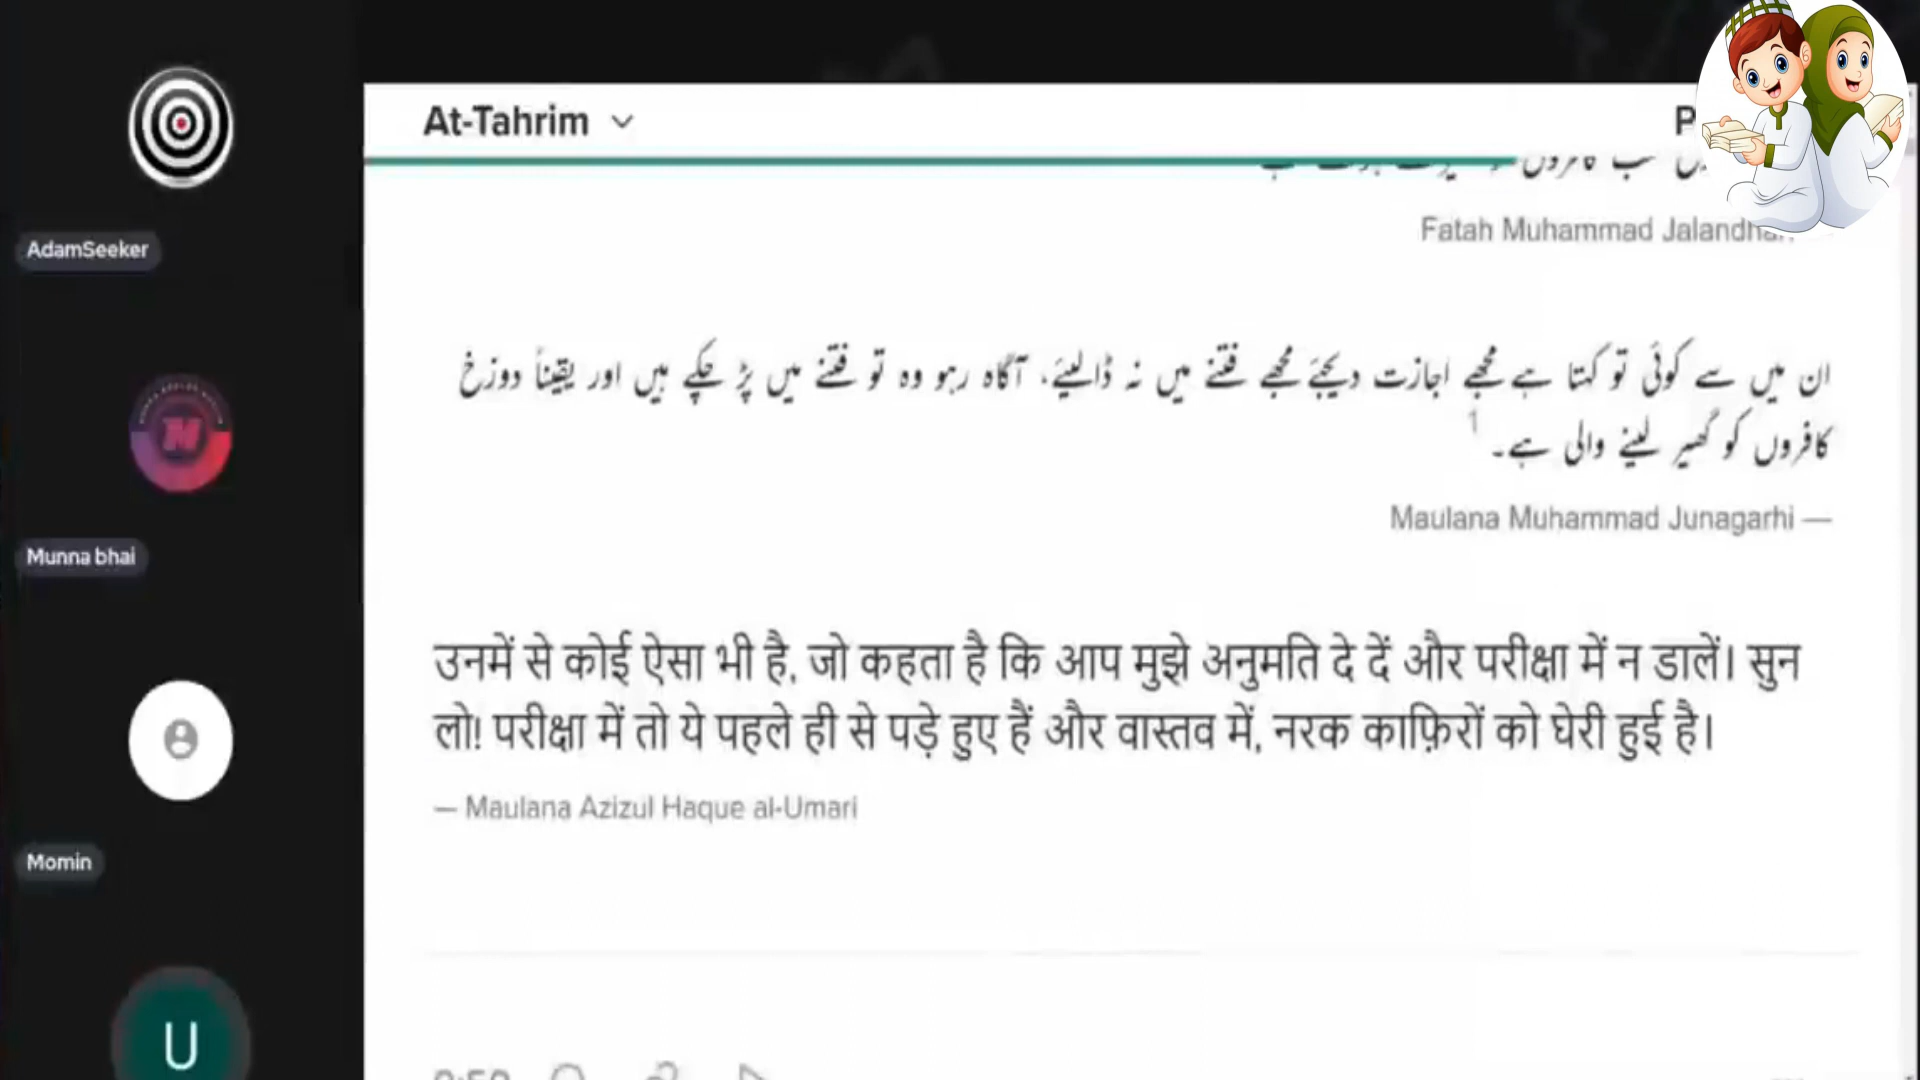 At-Tahrim
Fatah Muhammad
ان میں سے کوئی تو کہتا ہے مجھے اجازت دیجئے مجھے فتنے میں نہ ڈالیئے، آگاه رہو وه تو فتنے میں پڑ چکے ہیں اور یقیناً دوزخ
کافروں کو گھیر لینے والی ہے۔ 1
Maulana Muhammad Junagarhi —
उनमें से कोई ऐसा भी है, जो कहता है कि आप मुझे अनुमति दे दें और परीक्षा में न डालें। सुन
लो! परीक्षा में तो ये पहले ही से पड़े हुए हैं और वास्तव में, नरक काफ़िरों को घेरी हुई है।
— Maulana Azizul Haque al-Umari
AdamSeeker
Munna bhai
Momin
U